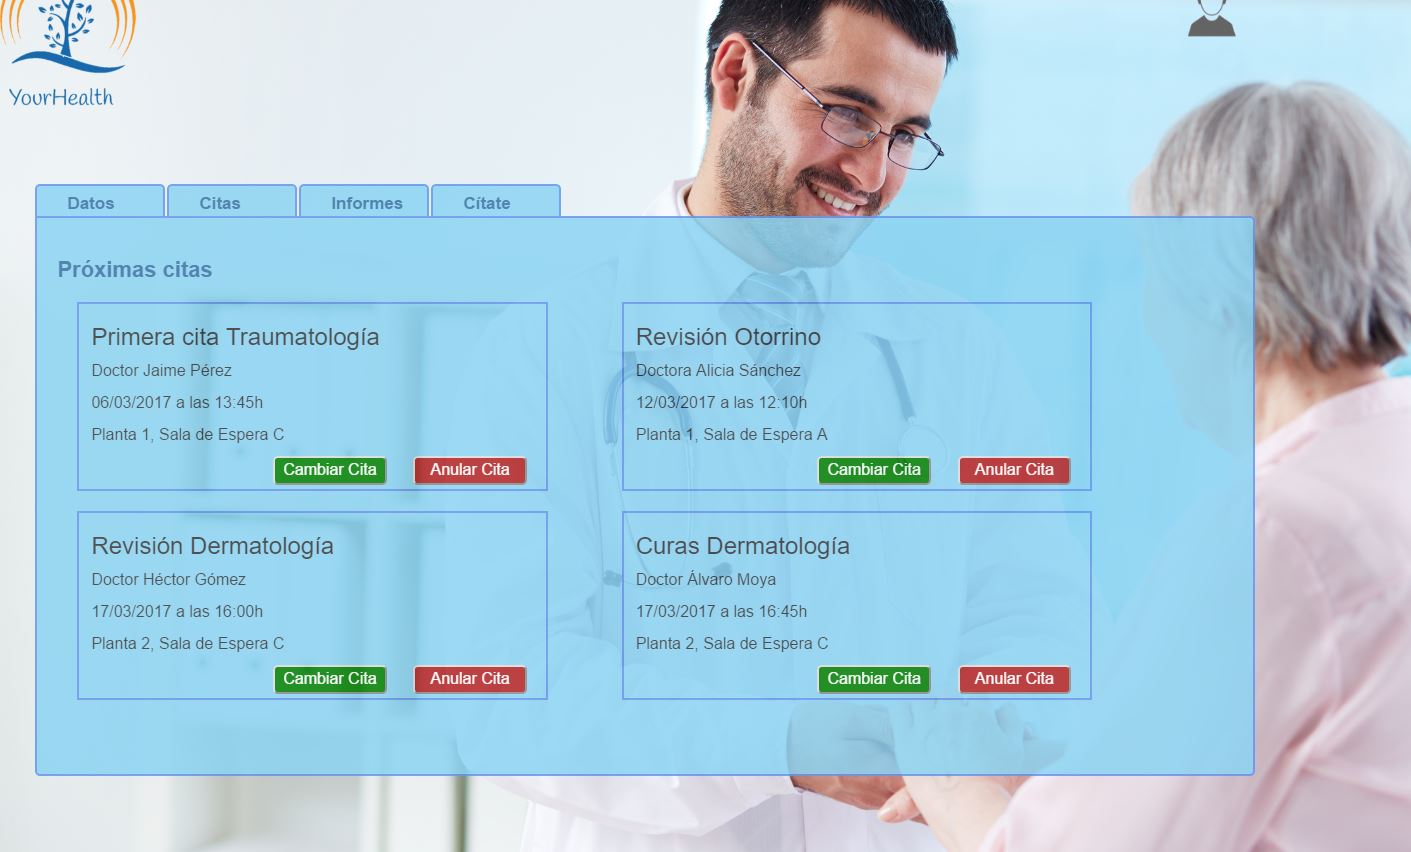 YourHealth
Datos
Citas
Informes
Cítate
Próximas citas
Primera cita Traumatología
Doctor Jaime Pérez
06/03/2017 a las 13:45h
Planta 1, Sala de Espera C
Cambiar Cita
Anular Cita
Revisión Otorrino
Doctora Alicia Sánchez
12/03/2017 a las 12:10h
Planta 1, Sala de Espera A
Cambiar Cita
Anular Cita
Revisión Dermatología
Doctor Héctor Gómez
17/03/2017 a las 16:00h
Planta 2, Sala de Espera C
Cambiar Cita
Anular Cita
Curas Dermatología
Doctor Álvaro Moya
17/03/2017 a las 16:45h
Planta 2, Sala de Espera C
Cambiar Cita
Anular Cita